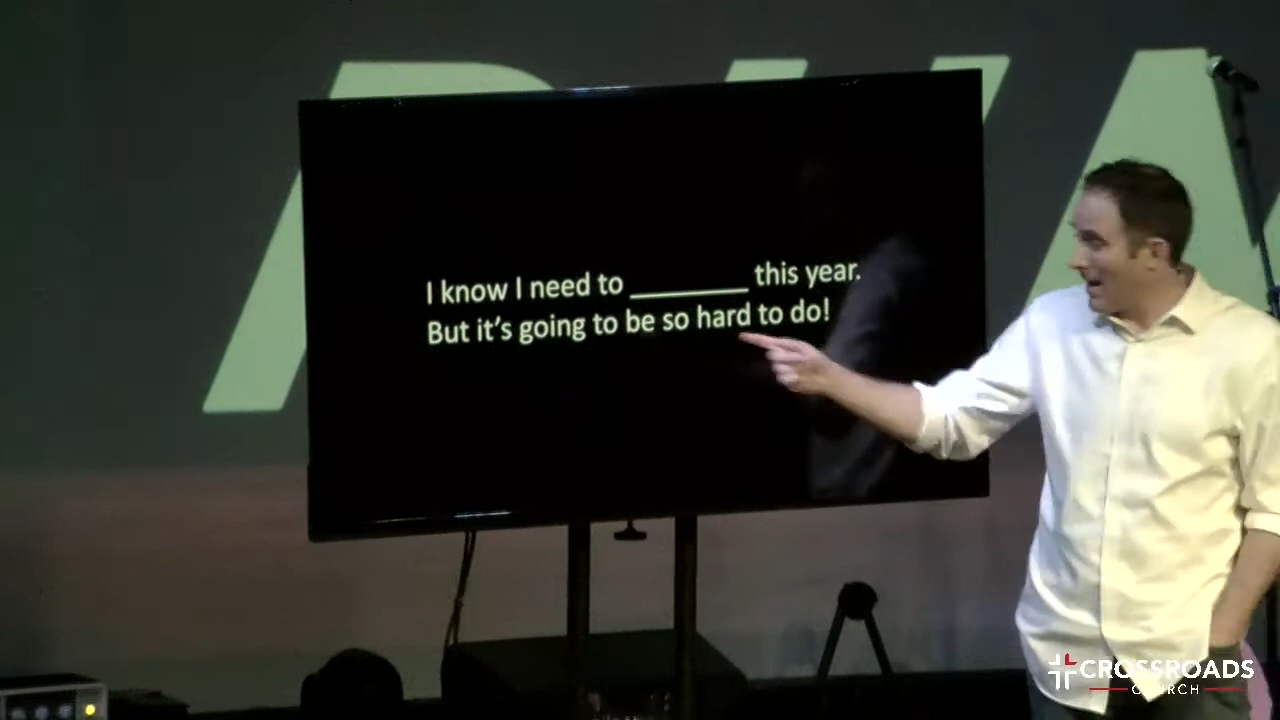 I know I need to ________ this year.
But it's going to be so hard to do!
CROSSROADS
CHURCH